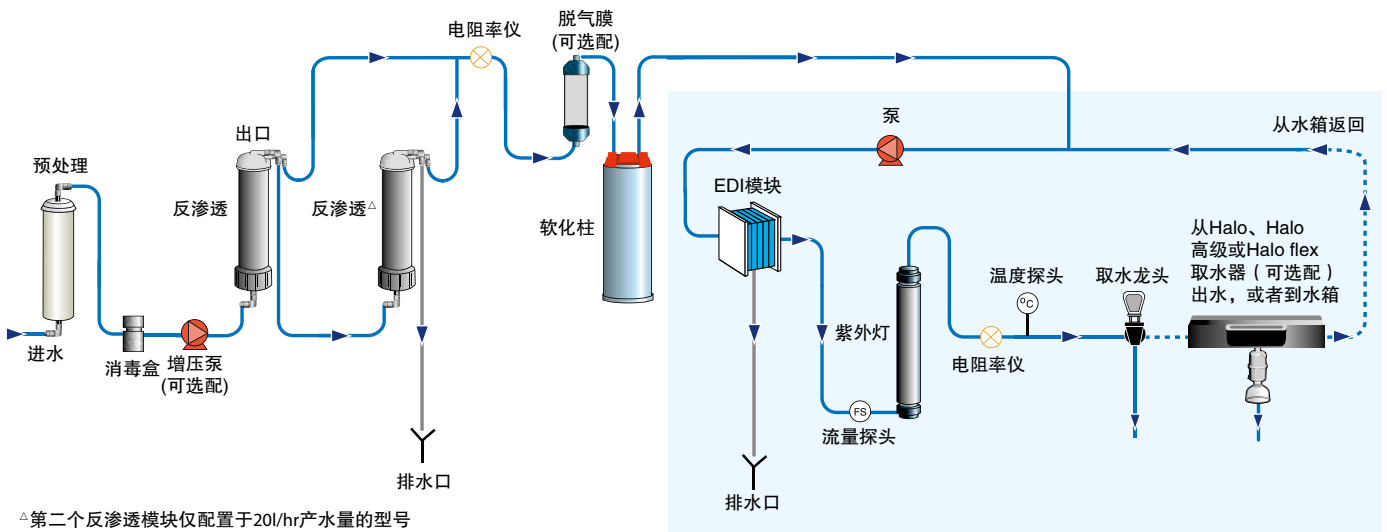 预处理
进水
消毒盒
增压泵
(可选配)
出口
反渗透
反渗透△
排水口
电阻率仪
脱气膜
(可选配)
软化柱
泵
从水箱返回
EDI模块
排水口
FS
流量探头
紫外灯
电阻率仪
温度探头
°C
取水龙头
从Halo、Halo
高级或Halo flex
取水器（可选配）
出水，或者到水箱
△第二个反渗透模块仅配置于20l/hr产水量的型号